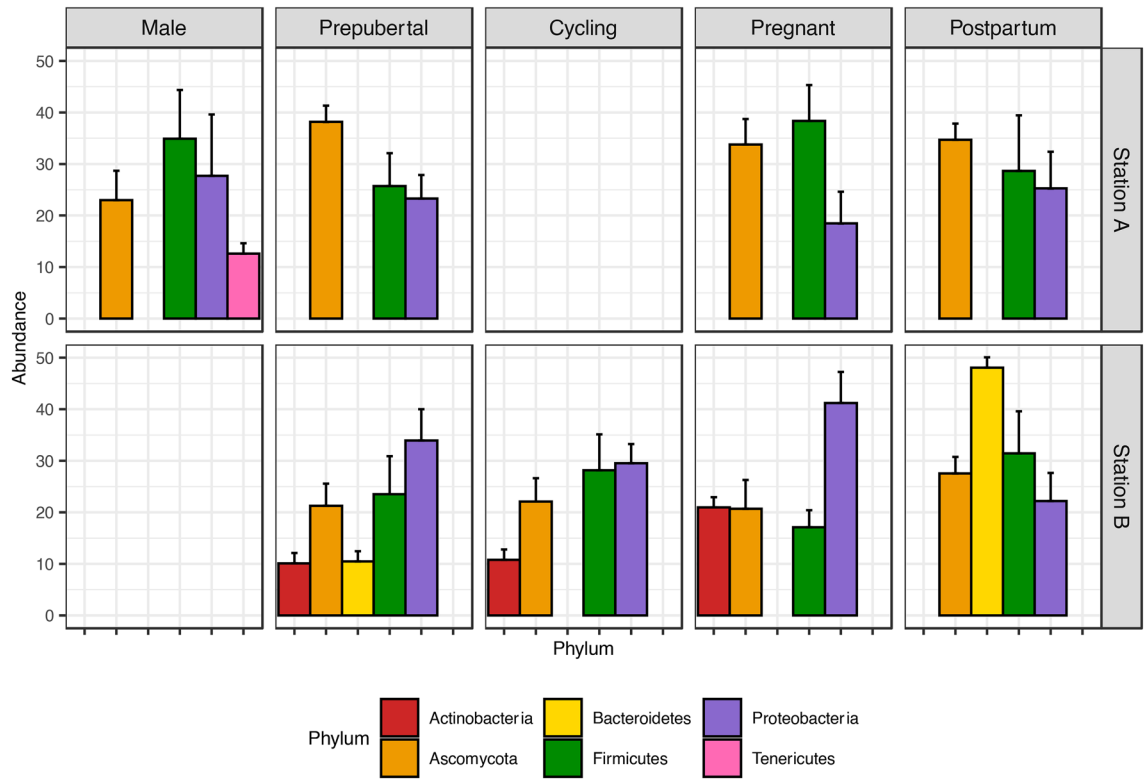 Male Prepubertal Cycling Pregnant Postpartum
50
40
30
20
10
0
Station A
Abundance
50
40
30
20
10
0
Station B
Phylum
Phylum
Actinobacteria Bacteroidetes Proteobacteria
Ascomycota Firmicutes Tenericutes